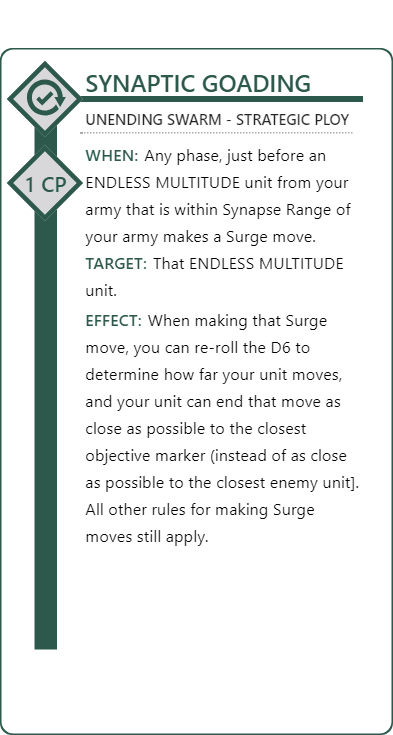 SYNAPTIC GOADING
UNENDING SWARM - STRATEGIC PLOY
1 CP
WHEN: Any phase, just before an
ENDLESS MULTITUDE unit from your
army that is within Synapse Range of
your army makes a Surge move.
TARGET: That ENDLESS MULTITUDE
unit.
EFFECT: When making that Surge
move, you can re-roll the D6 to
determine how far your unit moves,
and your unit can end that move as
close as possible to the closest
objective marker (instead of as close
as possible to the closest enemy unit].
All other rules for making Surge
moves still apply.